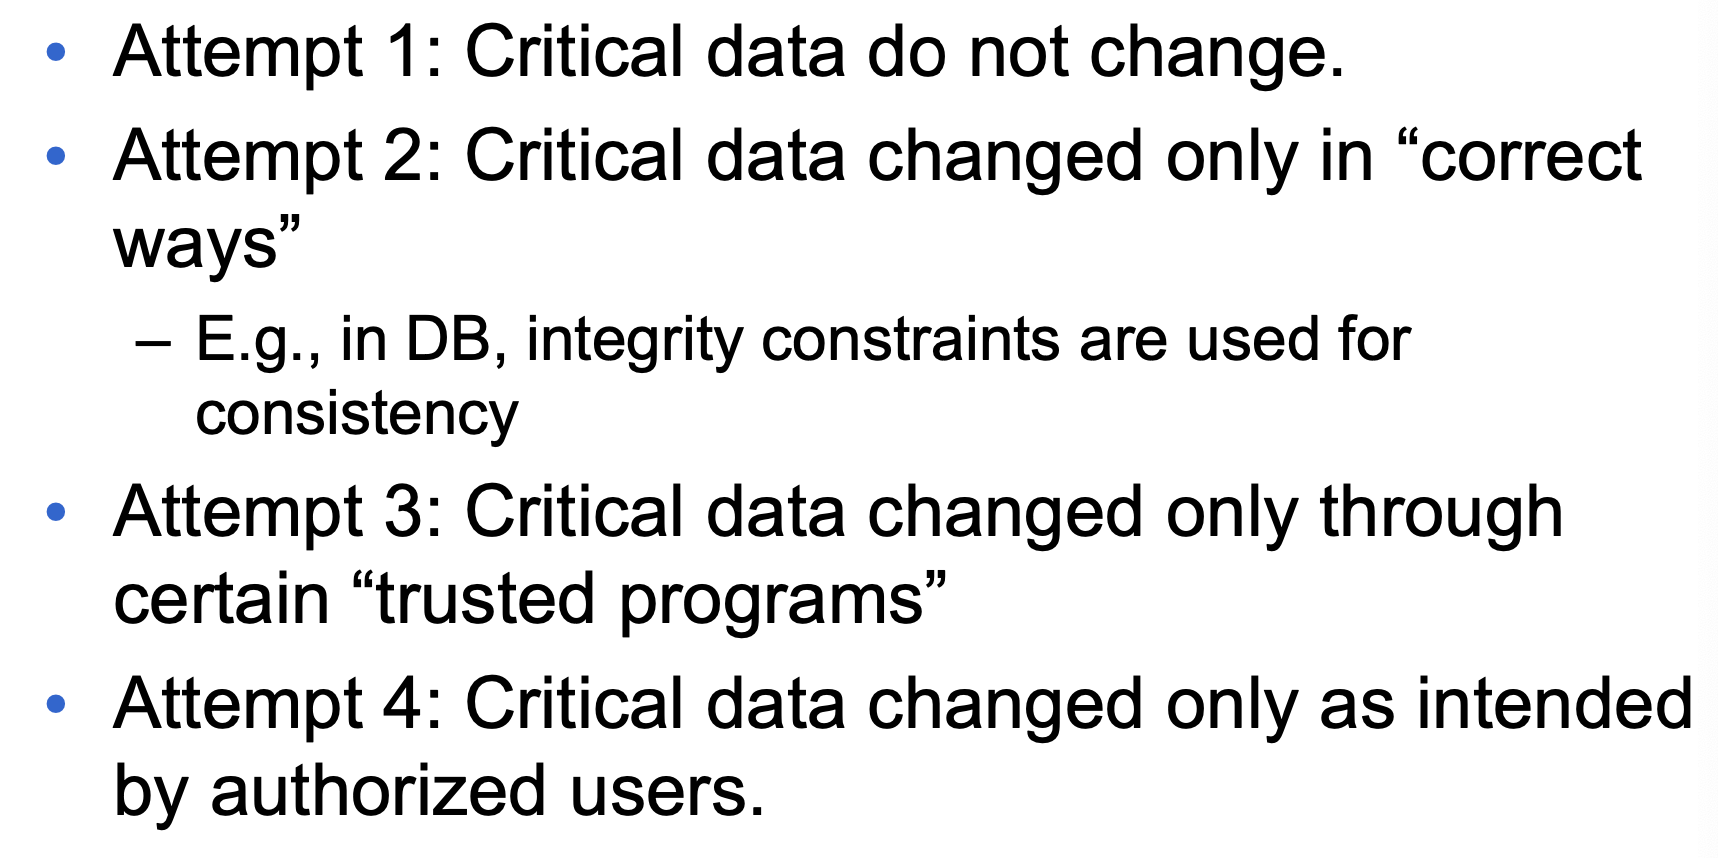 • Attempt 1: Critical data do not change.
• Attempt 2: Critical data changed only in “correct
ways”
– E.g., in DB, integrity constraints are used for
consistency
• Attempt 3: Critical data changed only through
certain “trusted programs”
• Attempt 4: Critical data changed only as intended
by authorized users.